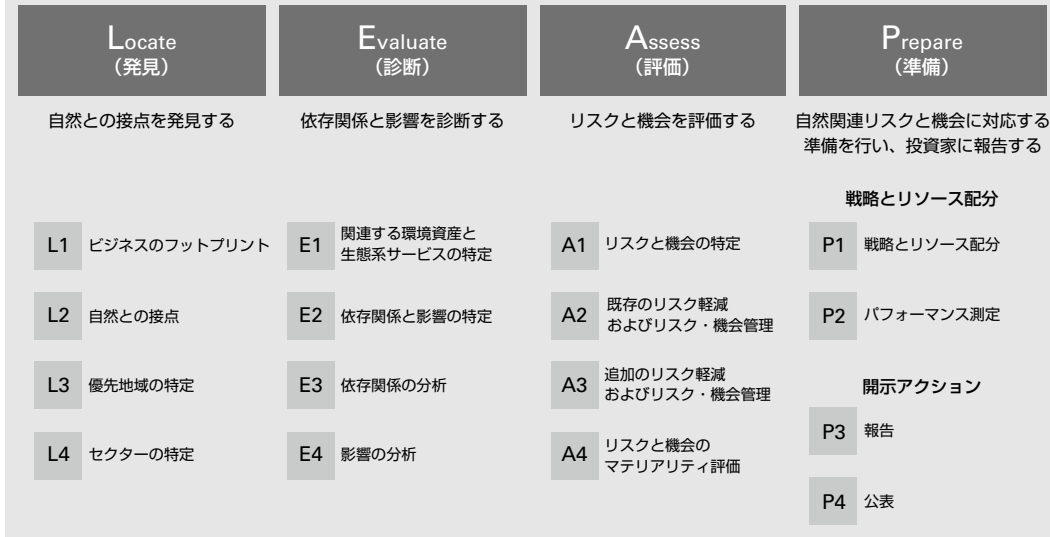 Locate
（発見）
自然との接点を発見する
L1 ビジネスのフットプリント
L2 自然との接点
L3 優先地域の特定
L4 セクターの特定
Evaluate
（診断）
依存関係と影響を診断する
E1 関連する環境資産と
生態系サービスの特定
E2 依存関係と影響の特定
E3 依存関係の分析
E4 影響の分析
Assess
（評価）
リスクと機会を評価する
A1 リスクと機会の特定
A2 既存のリスク軽減
およびリスク・機会管理
A3 追加のリスク軽減
およびリスク・機会管理
A4 リスクと機会の
マテリアリティ評価
Prepare
（準備）
自然関連リスクと機会に対応する
準備を行い、投資家に報告する
戦略とリソース配分
P1 戦略とリソース配分
P2 パフォーマンス測定
開示アクション
P3 報告
P4 公表